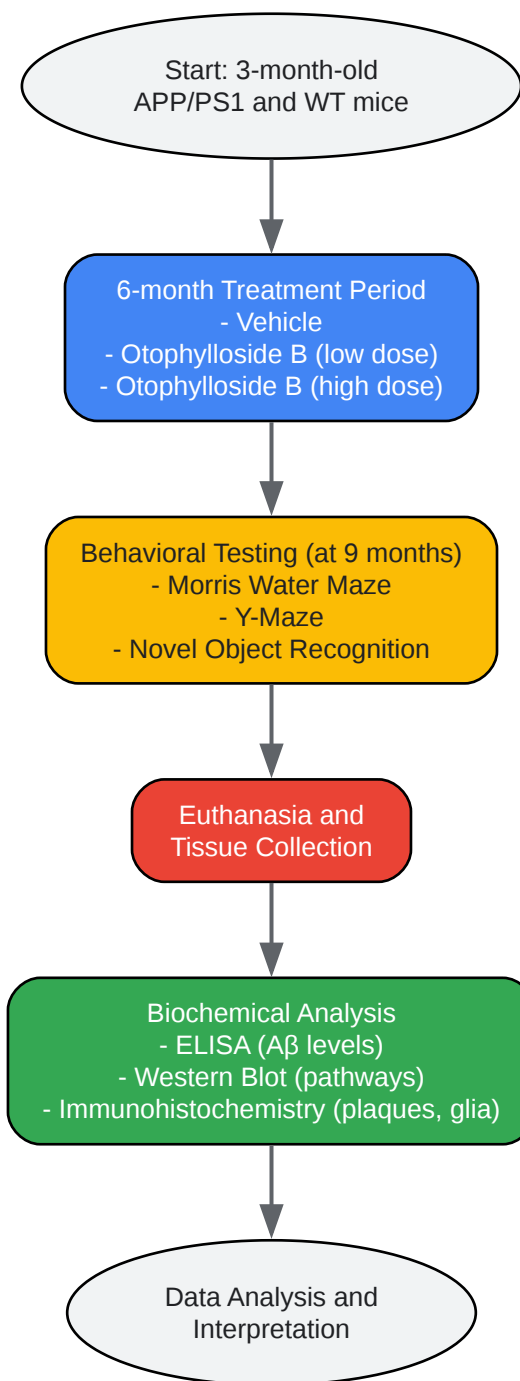 Start: 3-month-old
APP/PS1 and WT mice
6-month Treatment Period
- Vehicle
- Otophylloside B (low dose)
- Otophylloside B (high dose)
Behavioral Testing (at 9 months)
- Morris Water Maze
- Y-Maze
- Novel Object Recognition
Euthanasia and
Tissue Collection
Biochemical Analysis
- ELISA (Aβ levels)
- Western Blot (pathways)
- Immunohistochemistry (plaques, glia)
Data Analysis and
Interpretation